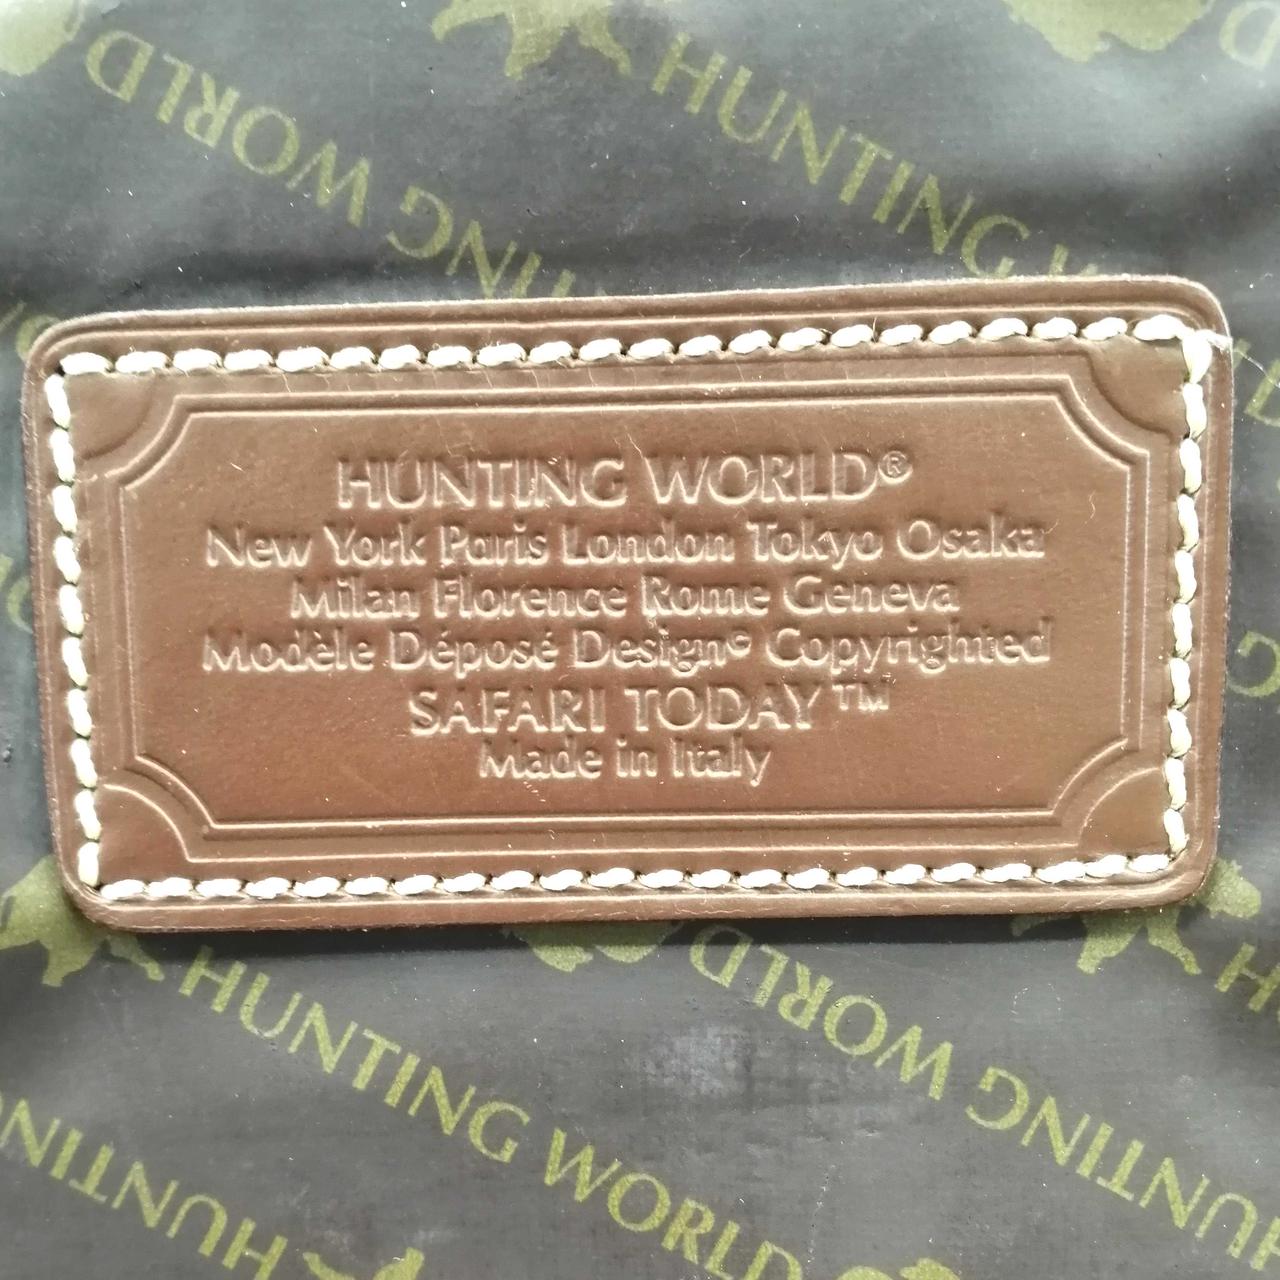 WORLD
HUNTING
HUNTING
HUNTING WORLD®
New York Paris London Tokyo Osaka
Milan Florence Rome Geneva
Modèle Déposé Design© Copyrighted
SAFARI TODAY™
Made in Italy
HUNTING WORLD
HUNTING WORLD
HUNTING